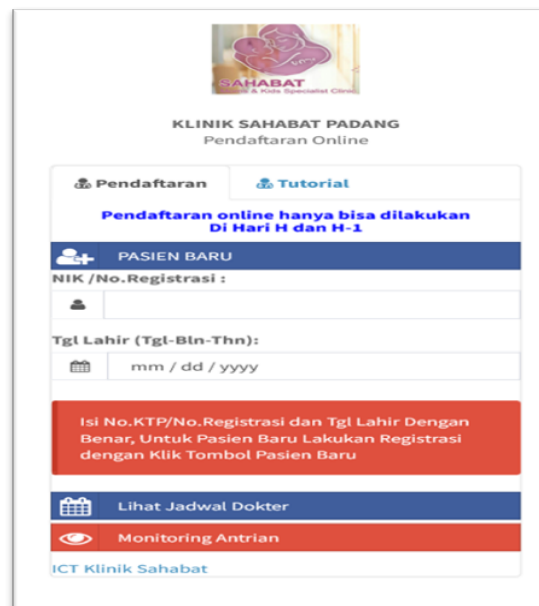 SAHABAT
& Kids Specialist Clinic
KLINIK SAHABAT PADANG
Pendaftaran Online
Pendaftaran
Tutorial
Pendaftaran online hanya bisa dilakukan
Di Hari H dan H-1
PASIEN BARU
NIK /No.Registrasi :
Tgl Lahir (Tgl-Bln-Thn):
mm / dd / yyyy
Isi No.KTP/No.Registrasi dan Tgl Lahir Dengan
Benar, Untuk Pasien Baru Lakukan Registrasi
dengan Klik Tombol Pasien Baru
Lihat Jadwal Dokter
Monitoring Antrian
ICT Klinik Sahabat